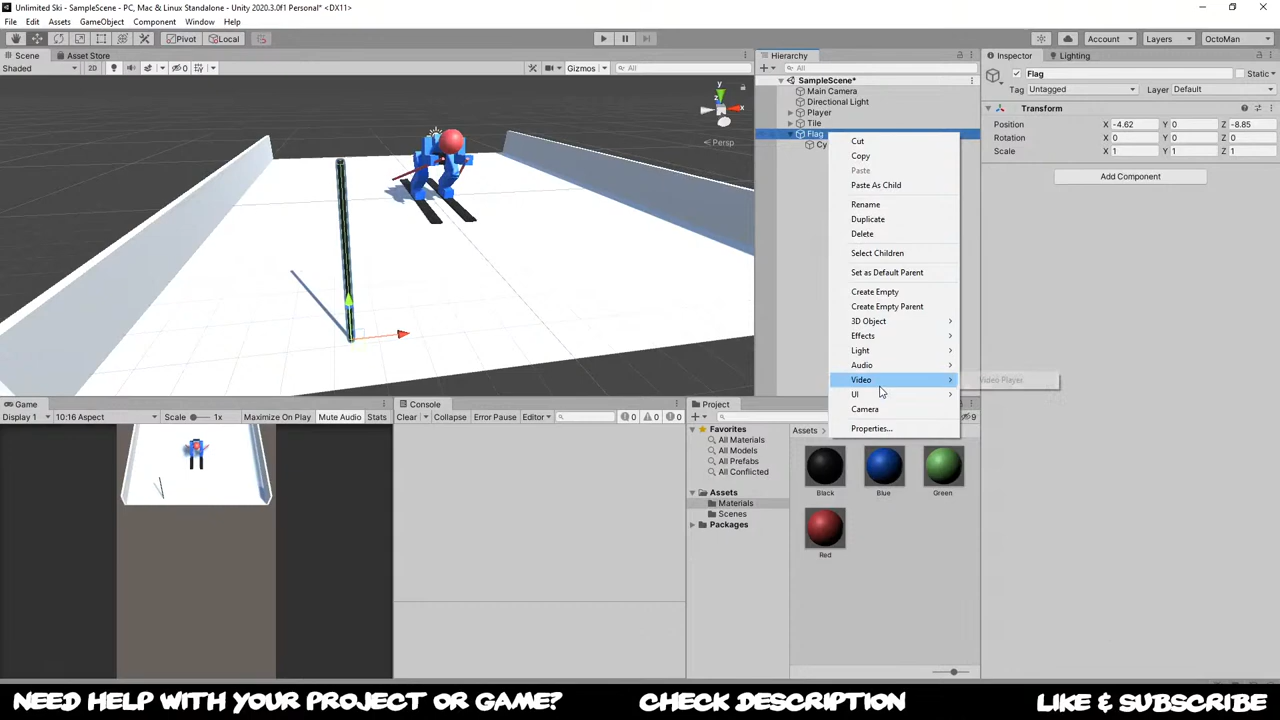 Unlimited Ski - SampleScene - PC, Mac & Linux Standalone - Unity 2020.3.0f1 Personal* <DX11>
File Edit Assets GameObject Component Window Help
Pivot Local Account Layers OctoMan
Scene Asset Store
Shaded 2D 0 Gizmos All
Persp
y
x
Hierarchy
All
SampleScene*
Main Camera
Directional Light
Player
Tile
Flag
Cy
Cut
Copy
Paste
Paste As Child
Rename
Duplicate
Delete
Select Children
Set as Default Parent
Create Empty
Create Empty Parent
3D Object
Effects
Light
Audio
Video
Video Player
UI
Camera
Properties...
Inspector Lighting
Flag Static
Tag Untagged Layer Default
Transform
Position X -4.62 Y 0 Z -8.85
Rotation X 0 Y 0 Z 0
Scale X 1 Y 1 Z 1
Add Component
Game
Display 1 10:16 Aspect Scale 1x Maximize On Play Mute Audio Stats
Console
Clear Collapse Error Pause Editor 0 0 0
Project
9
Favorites
All Materials
All Models
All Prefabs
All Conflicted
Assets
Materials
Scenes
Packages
Assets
Black Blue Green
Red
NEED HELP WITH YOUR PROJECT OR GAME? CHECK DESCRIPTION LIKE & SUBSCRIBE